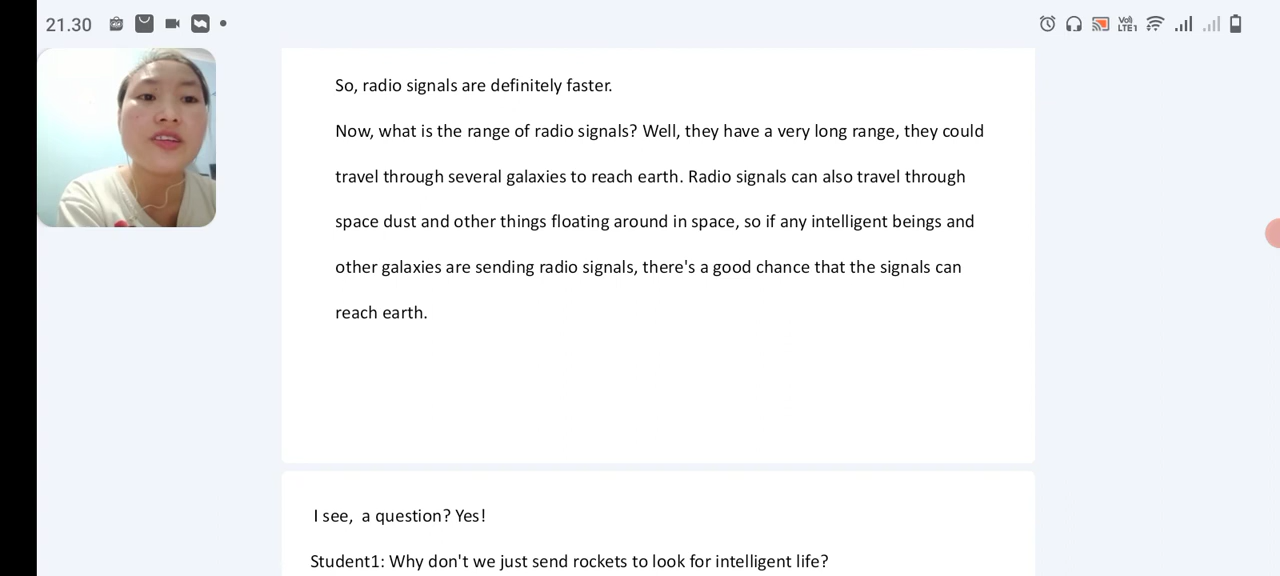 21.30
Vo)) LTE1
So, radio signals are definitely faster.
Now, what is the range of radio signals? Well, they have a very long range, they could
travel through several galaxies to reach earth. Radio signals can also travel through
space dust and other things floating around in space, so if any intelligent beings and
other galaxies are sending radio signals, there's a good chance that the signals can
reach earth.
I see,  a question? Yes!
Student1: Why don't we just send rockets to look for intelligent life?